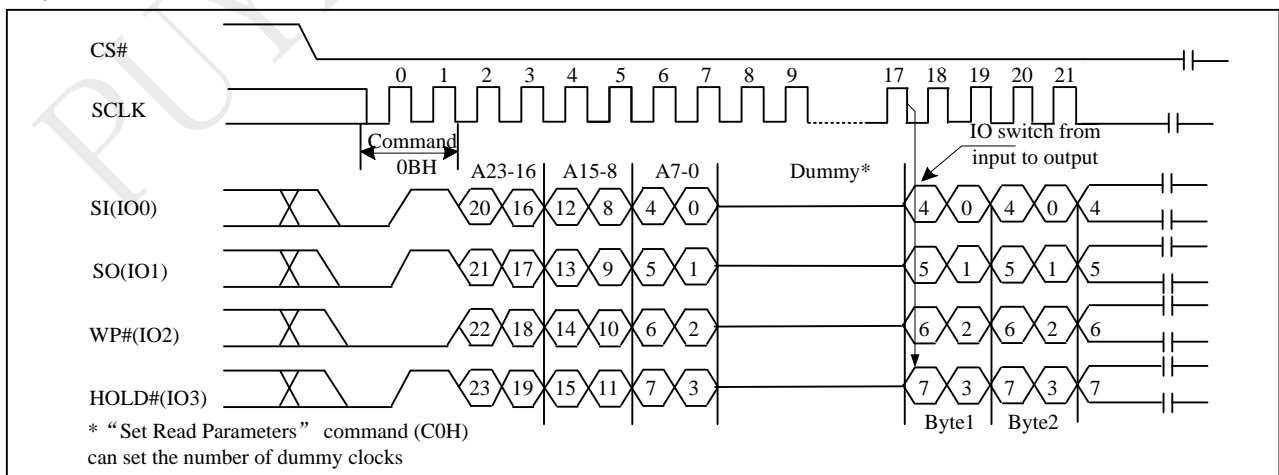 PUY
CS#
0 1 2 3 4 5 6 7 8 9 17 18 19 20 21
SCLK
Command
0BH
IO switch from
input to output
A23-16 A15-8 A7-0 Dummy*
SI(IO0) 20 16 12 8 4 0 4 0 4 0 4
SO(IO1) 21 17 13 9 5 1 5 1 5 1 5
WP#(IO2) 22 18 14 10 6 2 6 2 6 2 6
HOLD#(IO3) 23 19 15 11 7 3 7 3 7 3 7
Byte1 Byte2
* “Set Read Parameters” command (C0H)
can set the number of dummy clocks